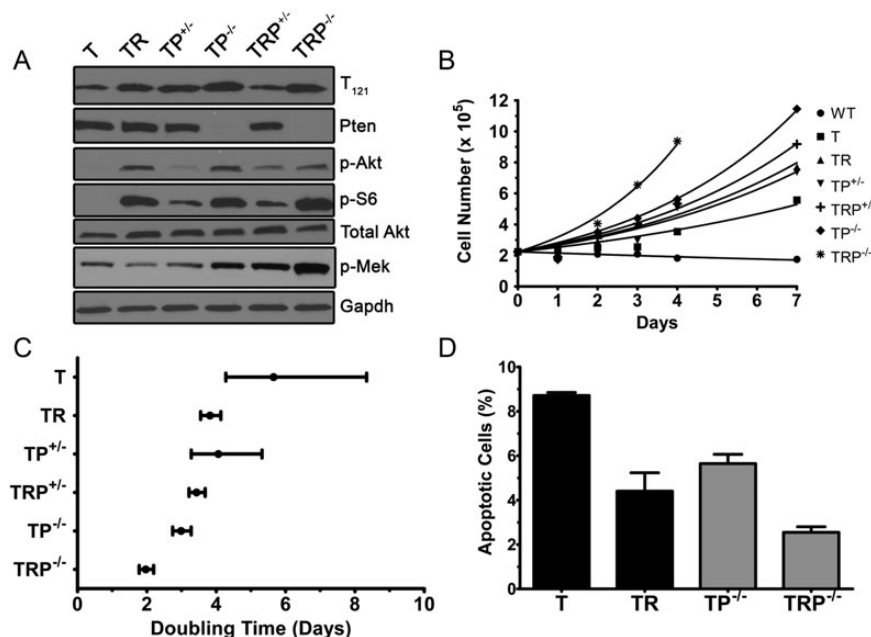 A
T TR TP+/- TP-/- TRP+/- TRP-/-
T121
Pten
p-Akt
p-S6
Total Akt
p-Mek
Gapdh
B
Cell Number (x 10⁵)
12
10
8
6
4
2
0
0 1 2 3 4 5 6 7
Days
WT
T
TR
TP+/-
TRP+/
TP-/-
TRP-/-
C
T
TR
TP+/-
TRP+/-
TP-/-
TRP-/-
0 2 4 6 8 10
Doubling Time (Days)
D
Apoptotic Cells (%)
10
8
6
4
2
0
T TR TP-/- TRP-/-